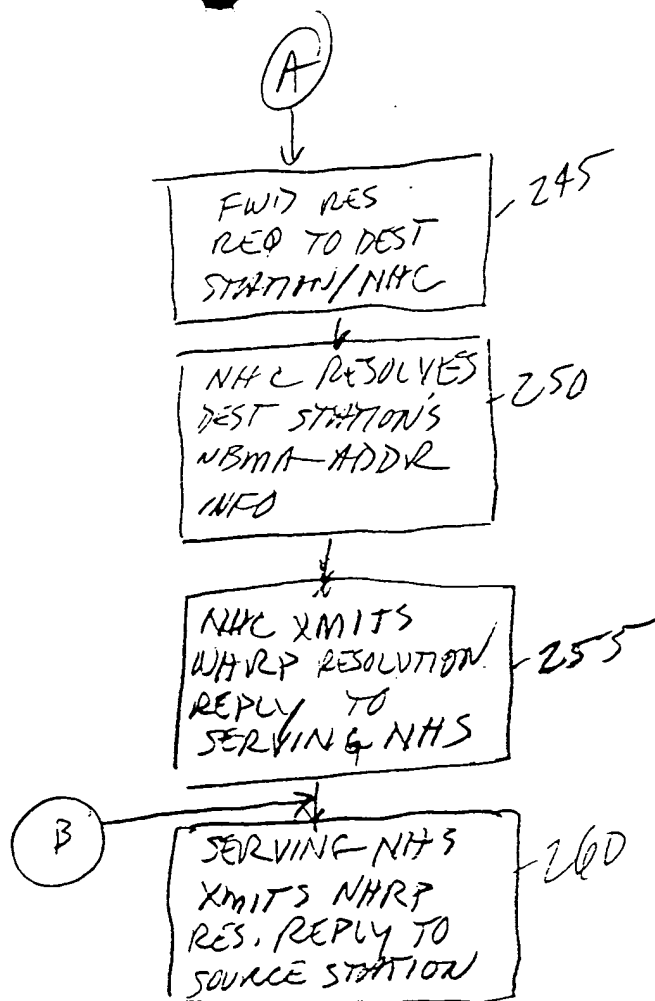 A
FWD RES
REQ TO DEST
STATION/NHC
245
NHC RESOLVES
DEST STATION'S
NBMA ADDR
INFO
250
NHC XMITS
NHRP RESOLUTION
REPLY TO
SERVING NHS
255
B
SERVING NHS
XMITS NHRP
RES. REPLY TO
SOURCE STATION
260